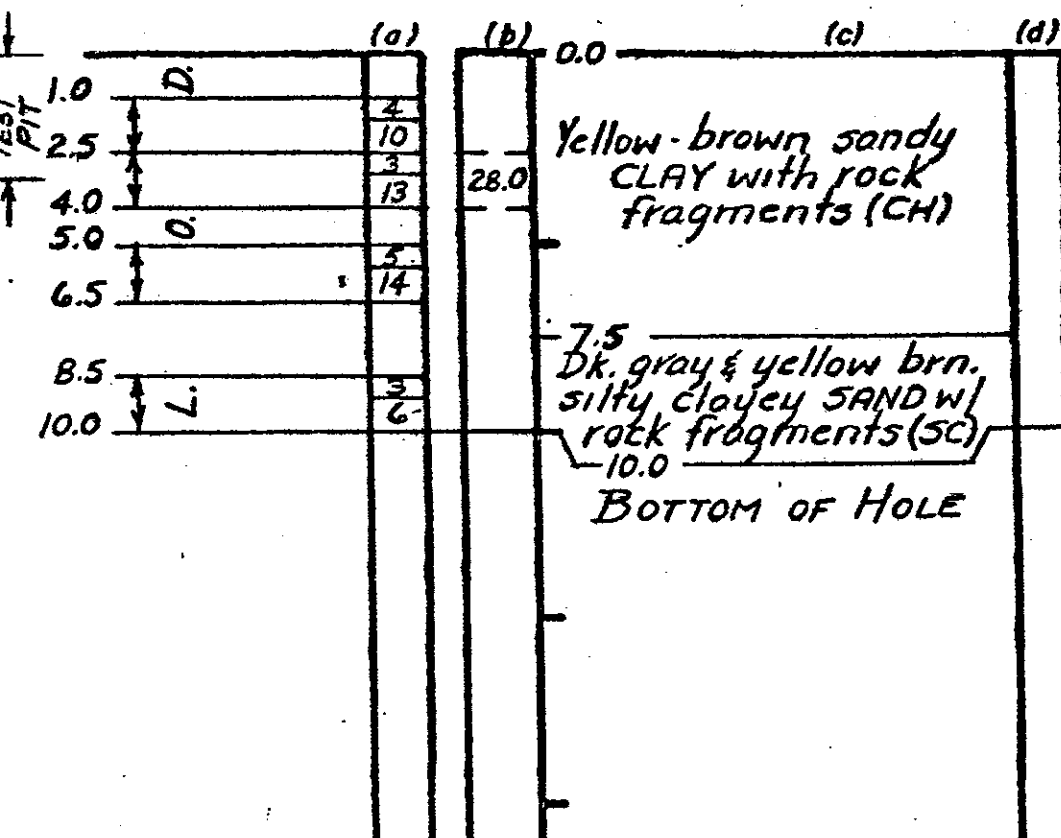 (a) (b) (c) (d)
0.0
TEST PIT
D.
1.0
4
10
2.5
3
28.0
13
4.0
Yellow-brown sandy
CLAY with rock
fragments (CH)
O.
5.0
5
14
6.5
7.5
8.5
3
6
L.
10.0
Dk. gray & yellow brn.
silty clayey SAND w/
rock fragments (SC)
10.0
BOTTOM OF HOLE